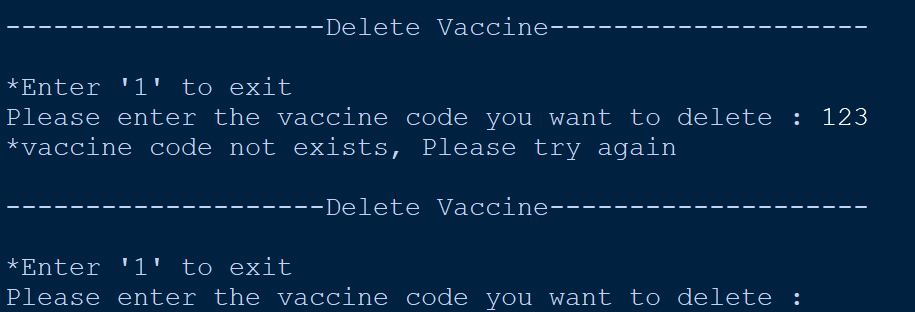 --------------------Delete Vaccine--------------------
*Enter '1' to exit
Please enter the vaccine code you want to delete : 123
*vaccine code not exists, Please try again
--------------------Delete Vaccine--------------------
*Enter '1' to exit
Please enter the vaccine code you want to delete :